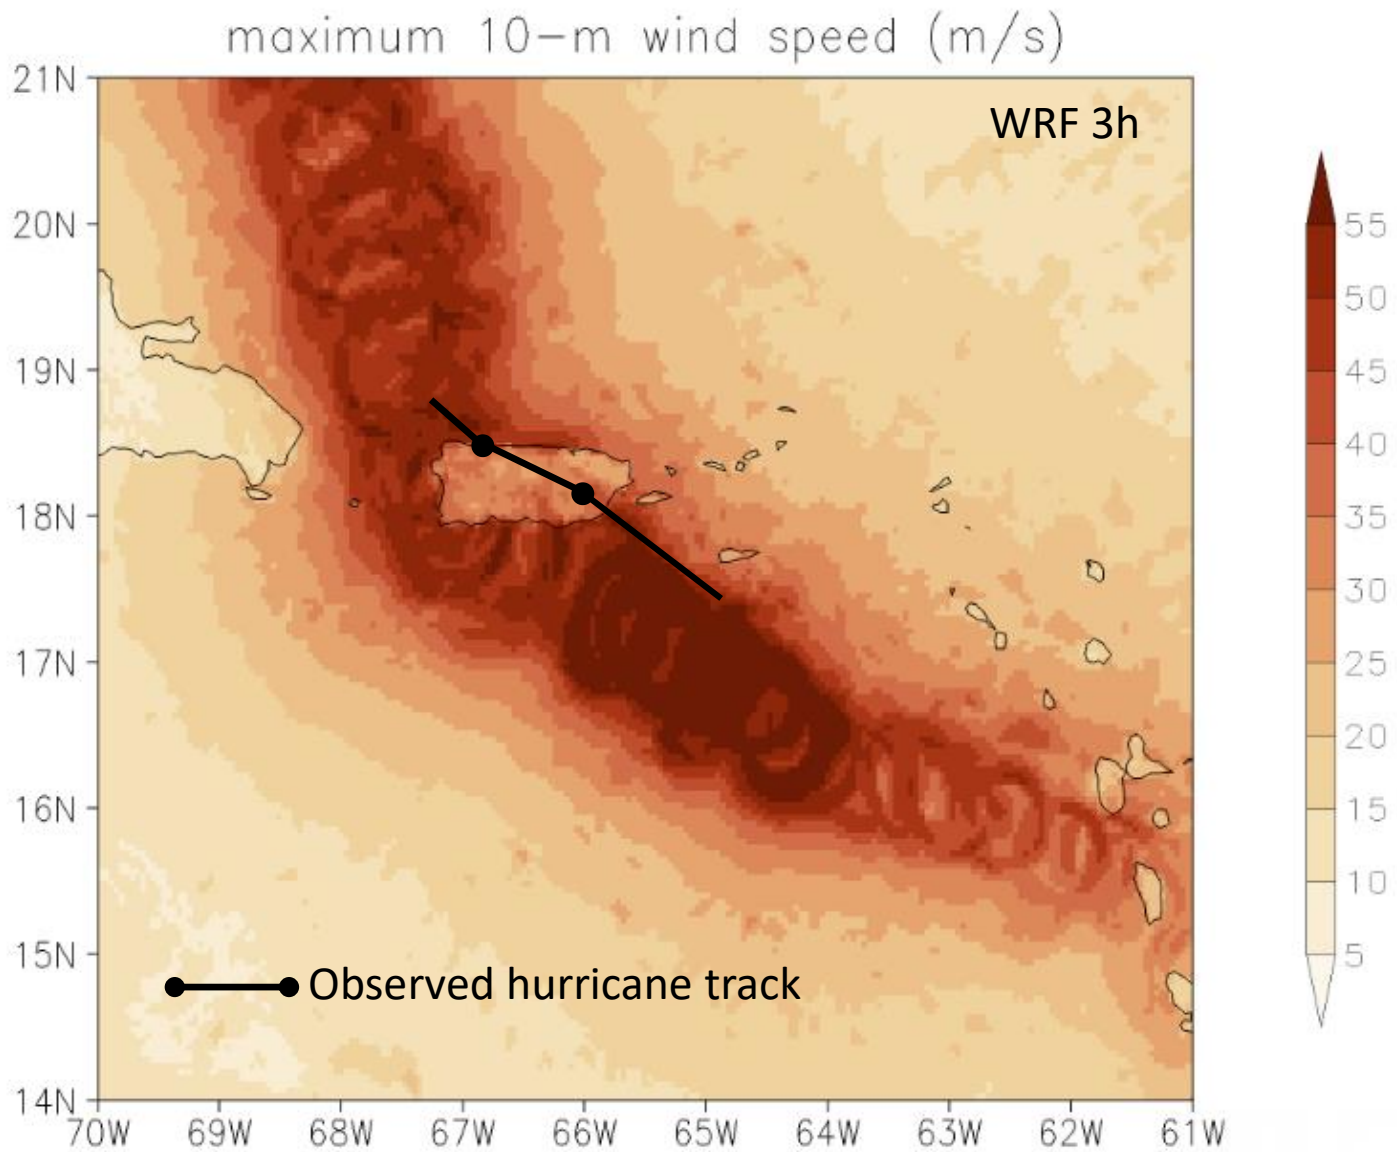 maximum 10-m wind speed (m/s)
21N
WRF 3h
20N
55
50
19N
45
40
18N
35
30
17N
25
20
16N
15
10
15N
5
Observed hurricane track
14N
70W 69W 68W 67W 66W 65W 64W 63W 62W 61W